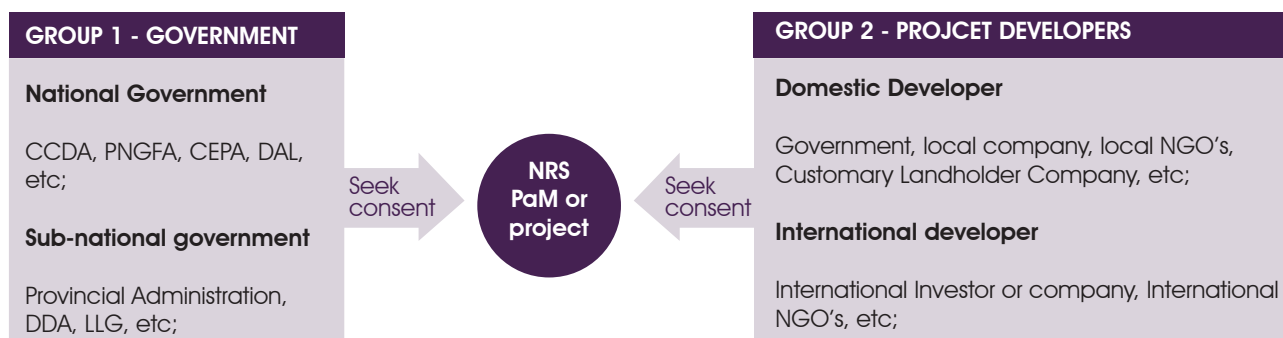 GROUP 1 - GOVERNMENT
National Government
CCDA, PNGFA, CEPA, DAL,
etc;
Sub-national government
Provincial Administration,
DDA, LLG, etc;
Seek
consent
NRS
PaM or
project
Seek
consent
GROUP 2 - PROJCET DEVELOPERS
Domestic Developer
Government, local company, local NGO's,
Customary Landholder Company, etc;
International developer
International Investor or company, International
NGO's, etc;